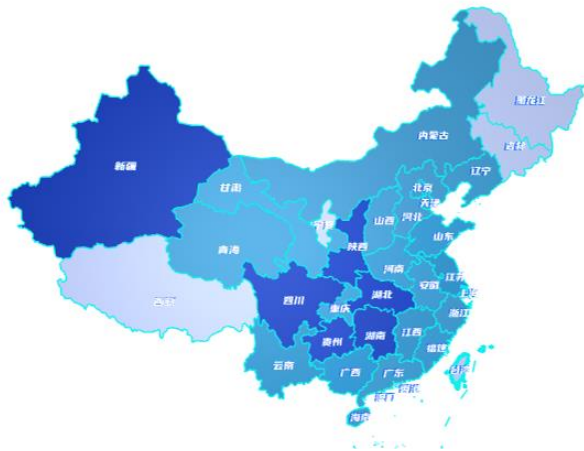 黑龙江
内蒙古
吉林
辽宁
新疆
北京
天津
甘肃
河北
山西
山东
宁夏
青海
陕西
河南
江苏
安徽
上海
西藏
四川
湖北
重庆
浙江
湖南
江西
贵州
福建
云南
台湾
广西
广东
香港
澳门
海南